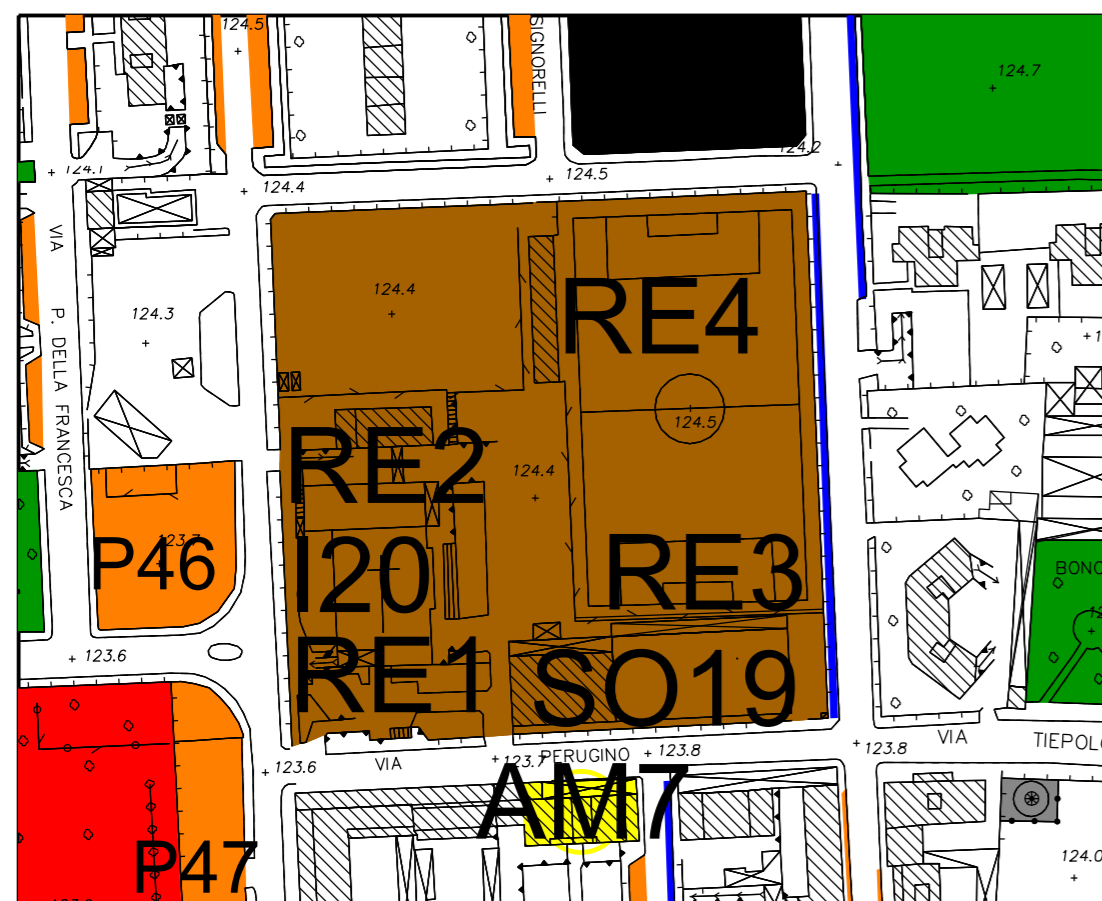 124.5
SIGNORELLI
124.7
124.2
124.1
124.4
124.5
VIA
P. DELLA FRANCESCA
124.3
124.4
RE4
124.5
RE2
124.4
P46
123.7
I20
RE3
BONC
RE1
SO19
123.6
VIA
PERUGINO
123.6
123.7
123.8
123.8
VIA
TIEPOLO
AM7
P47
124.0